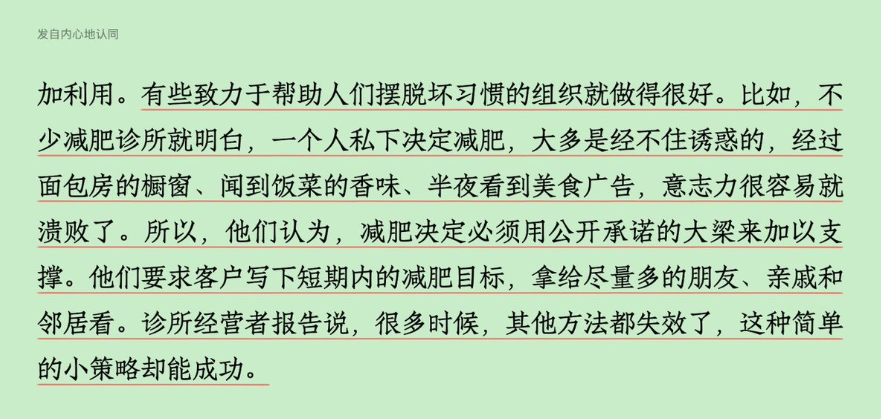 发自内心地认同
加利用。有些致力于帮助人们摆脱坏习惯的组织就做得很好。比如，不
少减肥诊所就明白，一个人私下决定减肥，大多是经不住诱惑的，经过
面包房的橱窗、闻到饭菜的香味、半夜看到美食广告，意志力很容易就
溃败了。所以，他们认为，减肥决定必须用公开承诺的大梁来加以支
撑。他们要求客户写下短期内的减肥目标，拿给尽量多的朋友、亲戚和
邻居看。诊所经营者报告说，很多时候，其他方法都失效了，这种简单
的小策略却能成功。